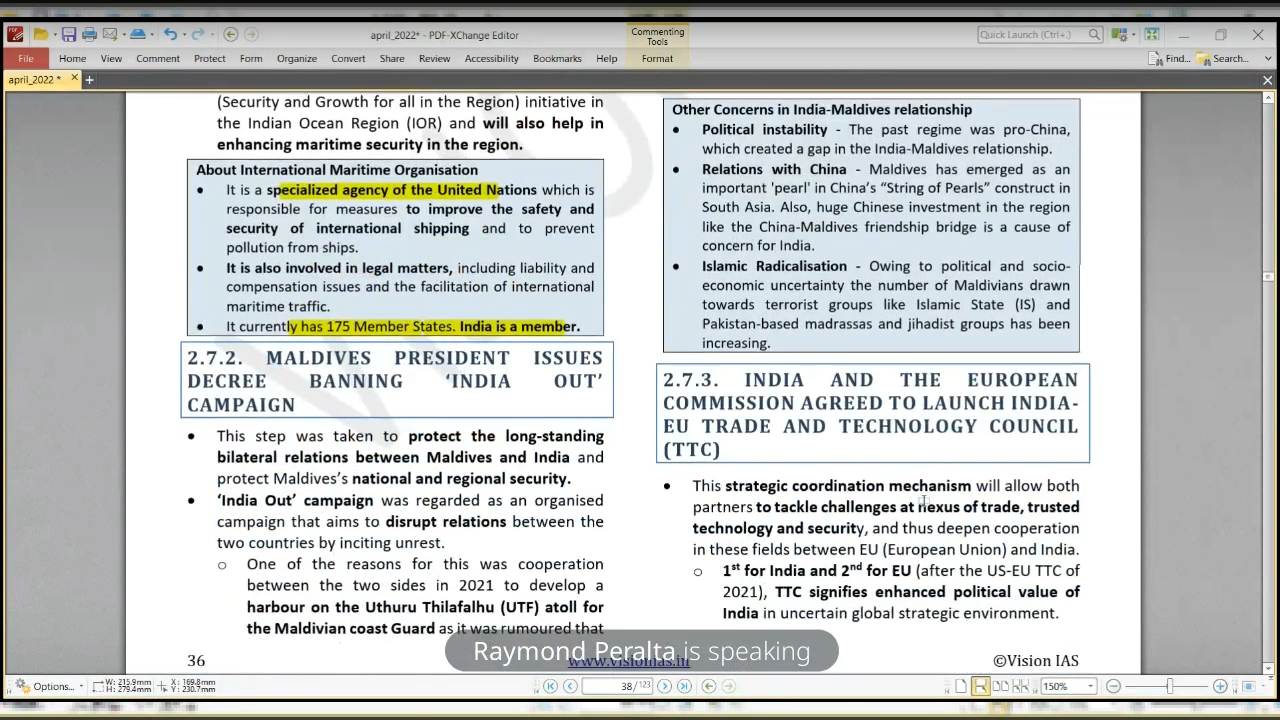 april_2022* - PDF-XChange Editor
Commenting
Tools
Quick Launch (Ctrl+.)
File
Home
View
Comment
Protect
Form
Organize
Convert
Share
Review
Accessibility
Bookmarks
Help
Format
Find...
Search...
april_2022 *
(Security and Growth for all in the Region) initiative in
the Indian Ocean Region (IOR) and will also help in
enhancing maritime security in the region.
About International Maritime Organisation
• It is a specialized agency of the United Nations which is
responsible for measures to improve the safety and
security of international shipping and to prevent
pollution from ships.
• It is also involved in legal matters, including liability and
compensation issues and the facilitation of international
maritime traffic.
• It currently has 175 Member States. India is a member.
2.7.2. MALDIVES PRESIDENT ISSUES
DECREE BANNING ‘INDIA OUT’
CAMPAIGN
• This step was taken to protect the long-standing
bilateral relations between Maldives and India and
protect Maldives’s national and regional security.
• ‘India Out’ campaign was regarded as an organised
campaign that aims to disrupt relations between the
two countries by inciting unrest.
o One of the reasons for this was cooperation
between the two sides in 2021 to develop a
harbour on the Uthuru Thilafalhu (UTF) atoll for
the Maldivian coast Guard as it was rumoured that
Other Concerns in India-Maldives relationship
• Political instability - The past regime was pro-China,
which created a gap in the India-Maldives relationship.
• Relations with China - Maldives has emerged as an
important 'pearl' in China’s “String of Pearls” construct in
South Asia. Also, huge Chinese investment in the region
like the China-Maldives friendship bridge is a cause of
concern for India.
• Islamic Radicalisation - Owing to political and socio-
economic uncertainty the number of Maldivians drawn
towards terrorist groups like Islamic State (IS) and
Pakistan-based madrassas and jihadist groups has been
increasing.
2.7.3. INDIA AND THE EUROPEAN
COMMISSION AGREED TO LAUNCH INDIA-
EU TRADE AND TECHNOLOGY COUNCIL
(TTC)
• This strategic coordination mechanism will allow both
partners to tackle challenges at nexus of trade, trusted
technology and security, and thus deepen cooperation
in these fields between EU (European Union) and India.
o 1st for India and 2nd for EU (after the US-EU TTC of
2021), TTC signifies enhanced political value of
India in uncertain global strategic environment.
Raymond Peralta is speaking
36
www.visionias.in
©Vision IAS
Options...
W: 215.9mm
H: 279.4mm
X: 169.8mm
Y: 230.7mm
38 / 123
150%